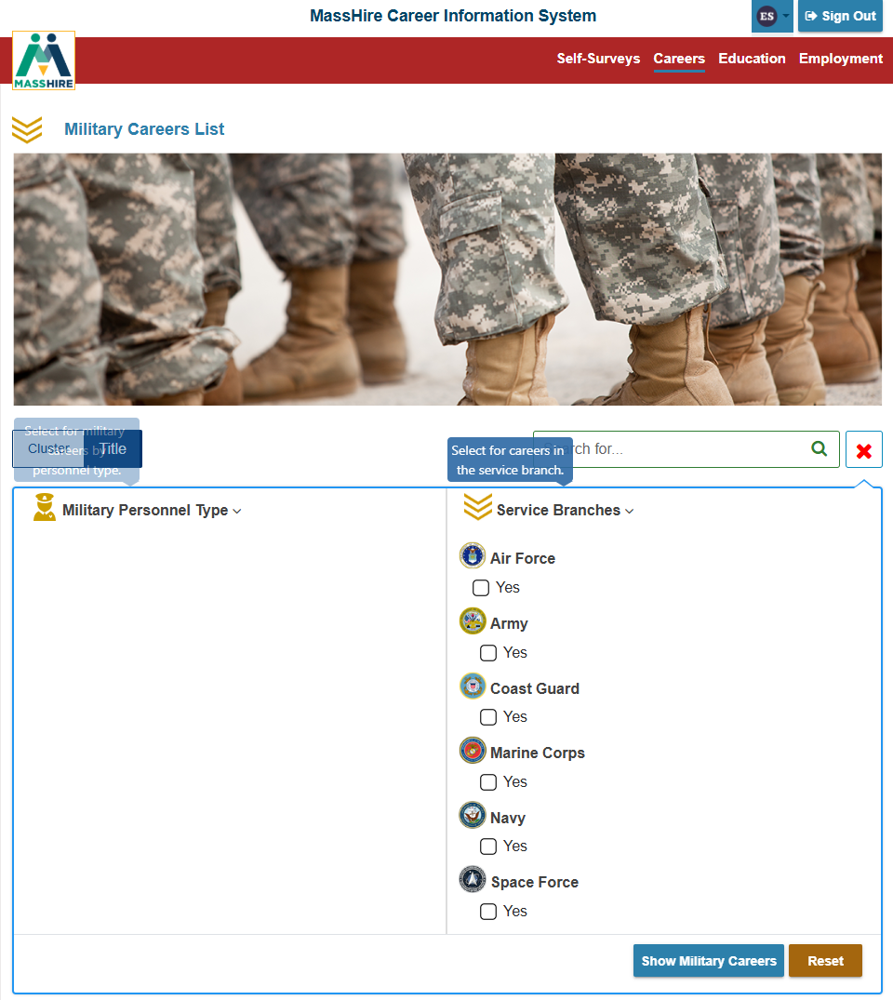 MassHire Career Information System
ES
Sign Out
MASSHIRE
Self-Surveys Careers Education Employment
Military Careers List
Select for military
careers by
personnel type.
Cluster
Title
Select for careers in
the service branch.
ch for...
Military Personnel Type
Service Branches
Air Force
Yes
Army
Yes
Coast Guard
Yes
Marine Corps
Yes
Navy
Yes
Space Force
Yes
Show Military Careers
Reset